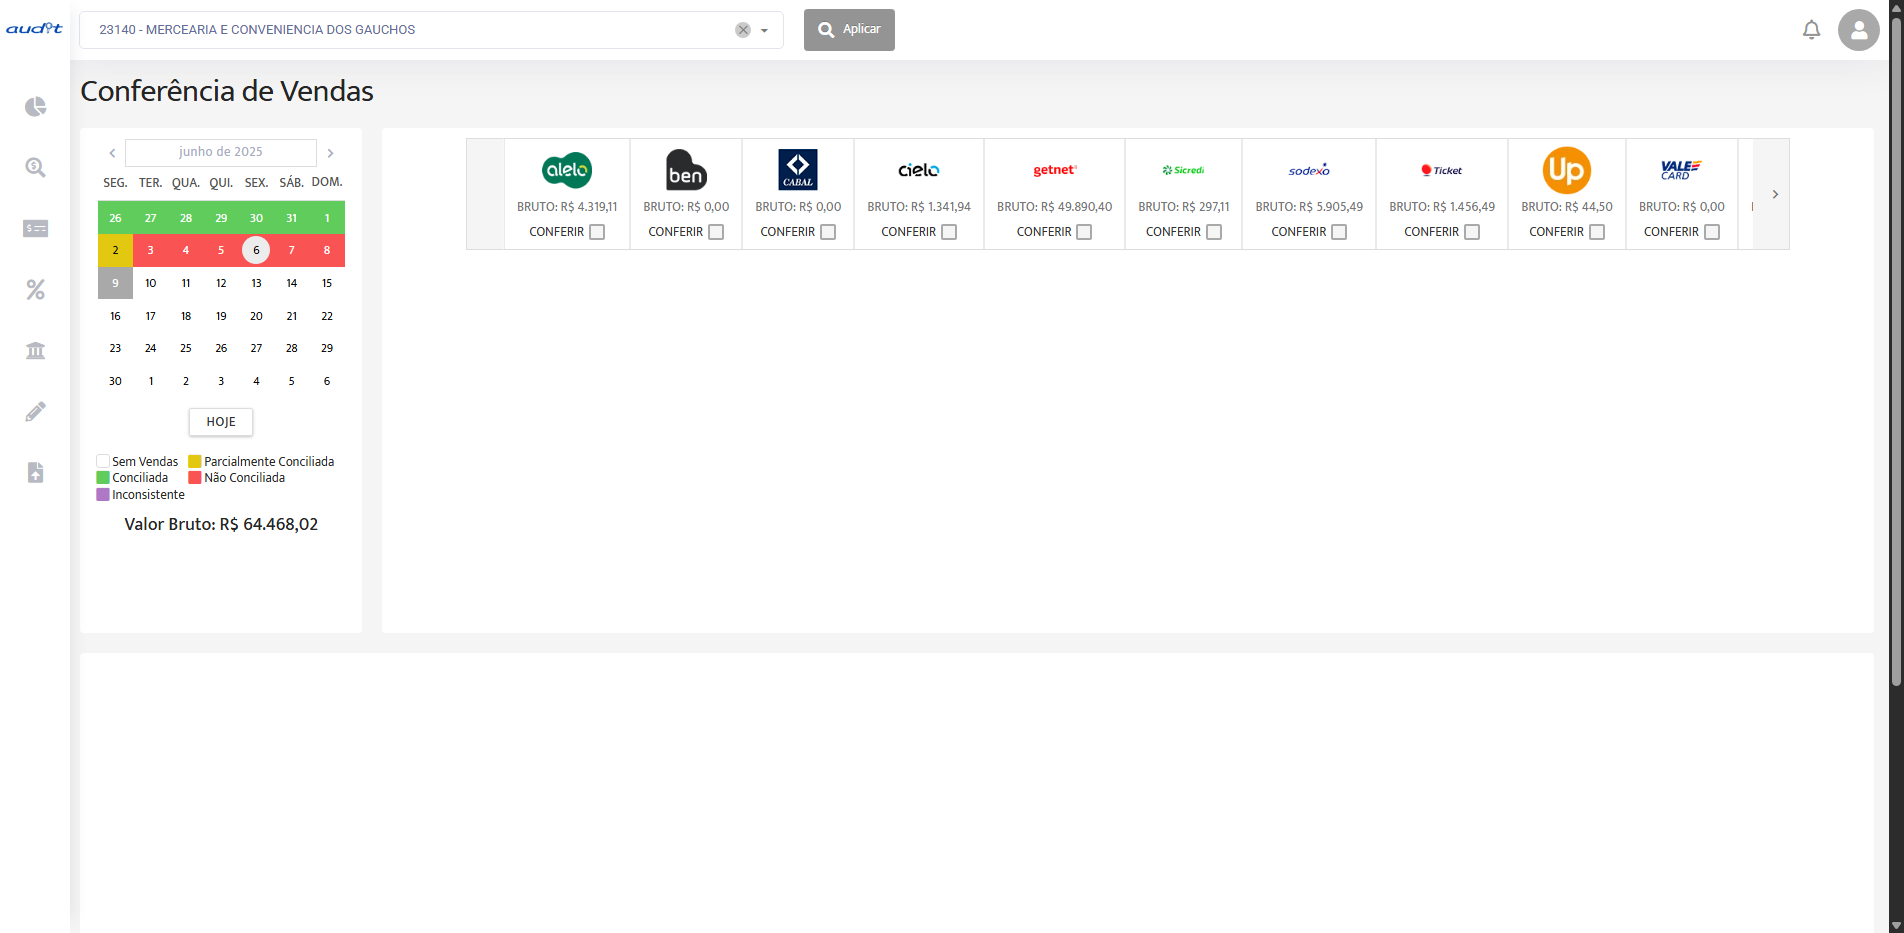 audit
23140 - MERCEARIA E CONVENIENCIA DOS GAUCHOS
Aplicar
Conferência de Vendas
junho de 2025
SEG. TER. QUA. QUI. SEX. SÁB. DOM.
26 27 28 29 30 31 1
2 3 4 5 6 7 8
9 10 11 12 13 14 15
16 17 18 19 20 21 22
23 24 25 26 27 28 29
30 1 2 3 4 5 6
HOJE
Sem Vendas Parcialmente Conciliada
Conciliada Não Conciliada
Inconsistente
Valor Bruto: R$ 64.468,02
alelo
BRUTO: R$ 4.319,11
CONFERIR
ben
BRUTO: R$ 0,00
CONFERIR
CABAL
BRUTO: R$ 0,00
CONFERIR
cielo
BRUTO: R$ 1.341,94
CONFERIR
getnet
BRUTO: R$ 49.890,40
CONFERIR
Sicredi
BRUTO: R$ 297,11
CONFERIR
sodexo
BRUTO: R$ 5.905,49
CONFERIR
Ticket
BRUTO: R$ 1.456,49
CONFERIR
Up
BRUTO: R$ 44,50
CONFERIR
VALE CARD
BRUTO: R$ 0,00
CONFERIR